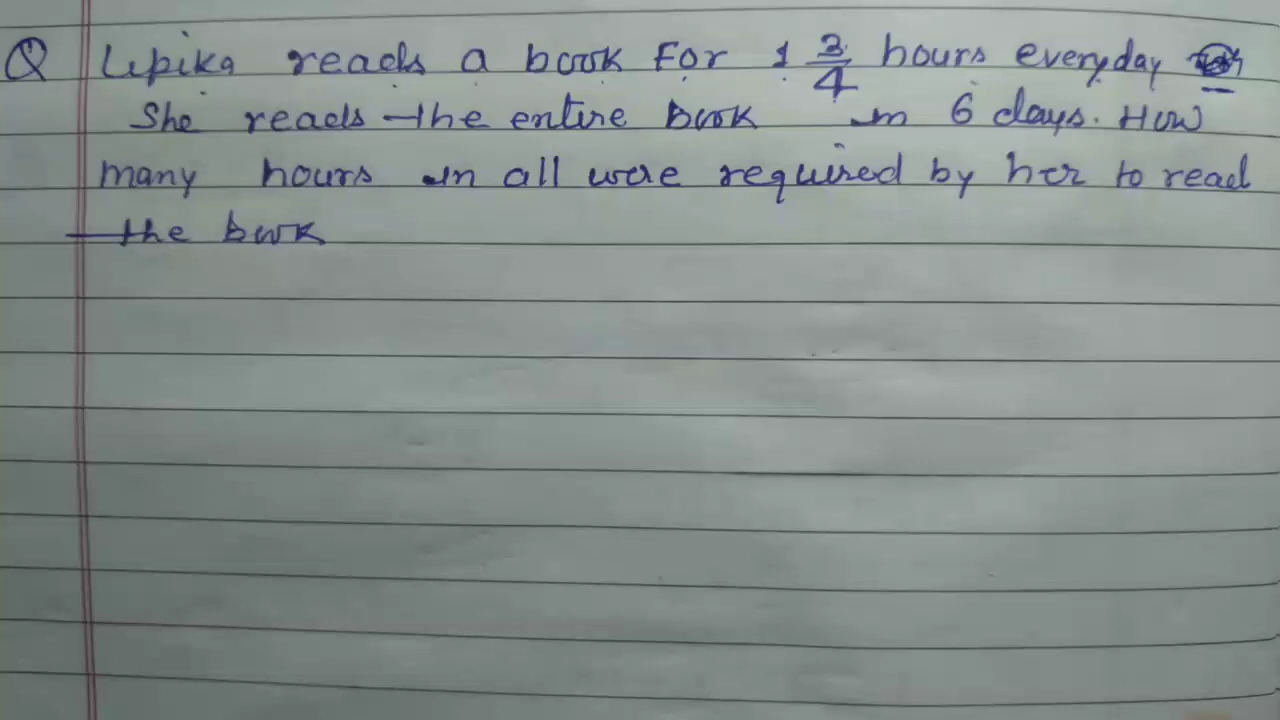 Q Lipika reads a book for 1 3/4 hours everyday
She reads the entire book in 6 days. How
many hours in all were required by her to read
the book